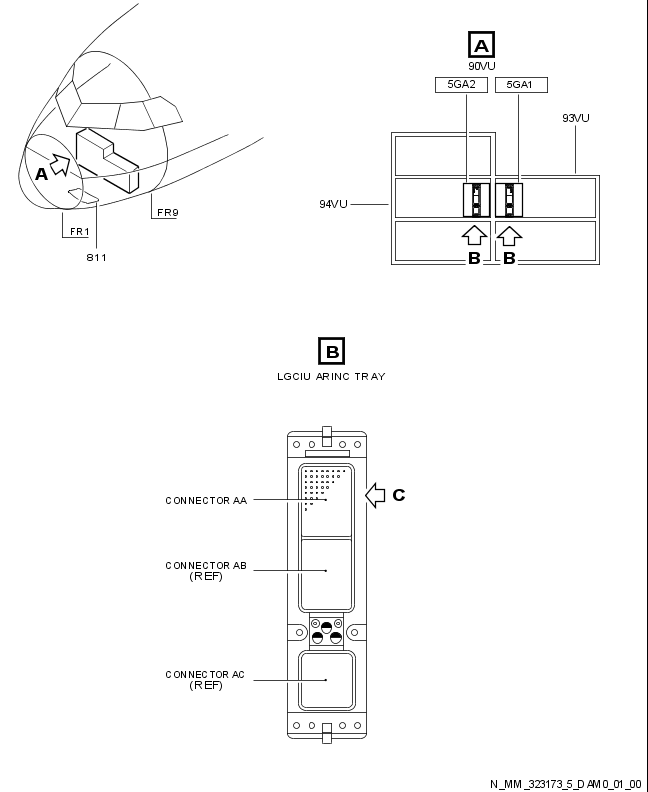 A
90VU
5GA2
5GA1
93VU
A
94VU
FR9
FR1
B
B
811
B
LGCIU ARINC TRAY
C
CONNECTOR AA
CONNECTOR AB
(REF)
CONNECTOR AC
(REF)
N_MM_323173_5_DAM0_01_00